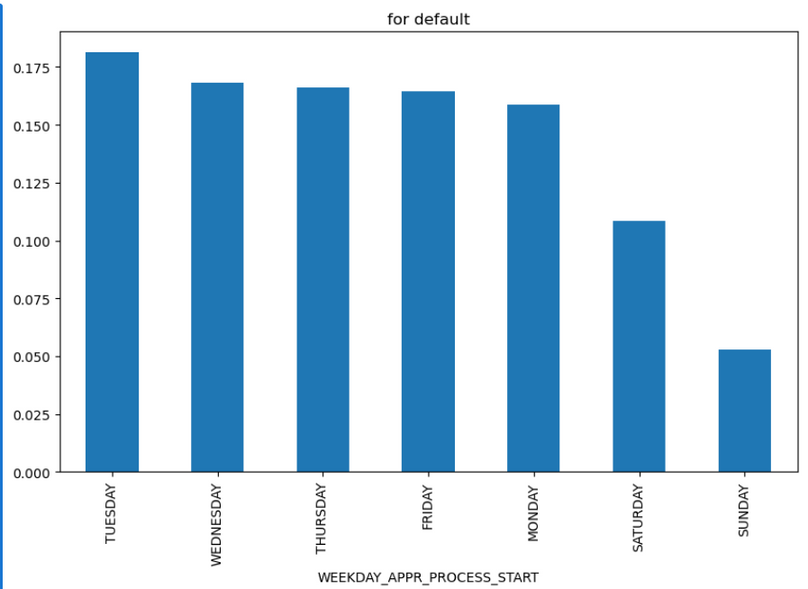 for default
0.175
0.150
0.125
0.100
0.075
0.050
0.025
0.000
TUESDAY
WEDNESDAY
THURSDAY
FRIDAY
MONDAY
SATURDAY
SUNDAY
WEEKDAY_APPR_PROCESS_START